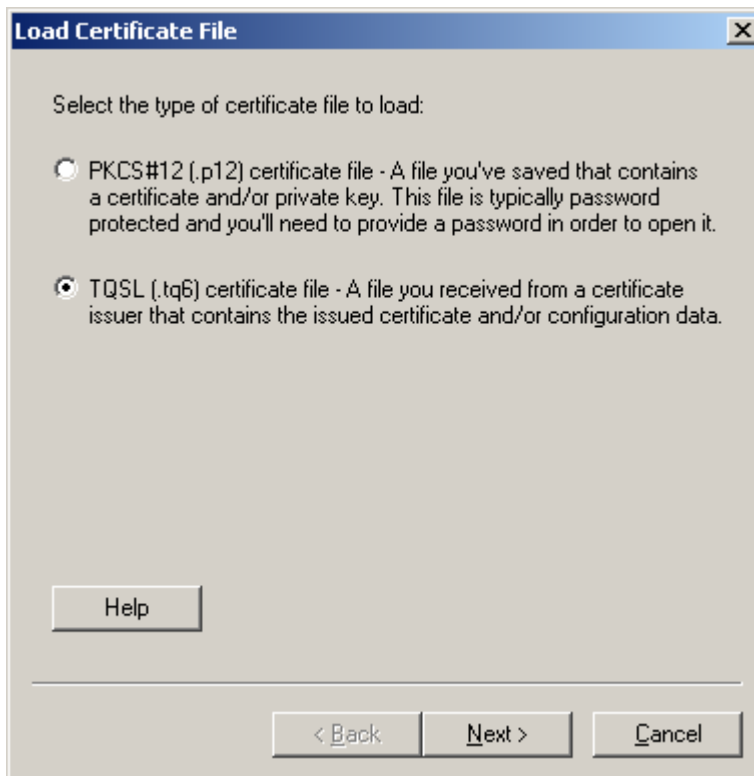 Load Certificate File
Select the type of certificate file to load:
PKCS#12 (.p12) certificate file - A file you've saved that contains
a certificate and/or private key. This file is typically password
protected and you'll need to provide a password in order to open it.
TQSL (.tq6) certificate file - A file you received from a certificate
issuer that contains the issued certificate and/or configuration data.
Help
< Back
Next >
Cancel